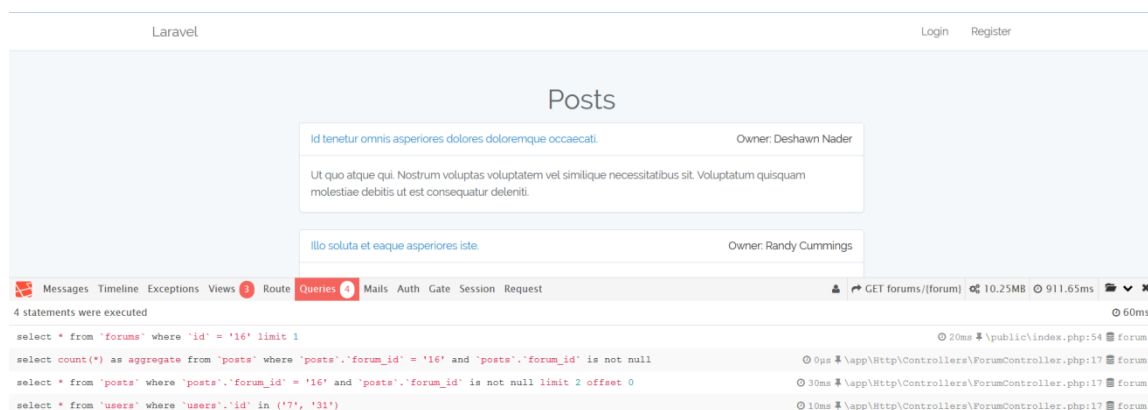 Laravel Login Register
Posts
Id tenetur omnis asperiores dolores doloremque occaecati. Owner: Deshawn Nader
Ut quo atque qui. Nostrum voluptas voluptatem vel similique necessitatibus sit. Voluptatum quisquam
molestiae debitis ut est consequatur deleniti.
Illo soluta et eaque asperiores iste. Owner: Randy Cummings
Messages Timeline Exceptions Views 3 Route Queries 4 Mails Auth Gate Session Request GET forums/{forum} 10.25MB 911.65ms
4 statements were executed 60ms
select * from `forums` where `id` = '16' limit 1 20ms \public\index.php:54 forum
select count(*) as aggregate from `posts` where `posts`.`forum_id` = '16' and `posts`.`forum_id` is not null 0μs \app\Http\Controllers\ForumController.php:17 forum
select * from `posts` where `posts`.`forum_id` = '16' and `posts`.`forum_id` is not null limit 2 offset 0 30ms \app\Http\Controllers\ForumController.php:17 forum
select * from `users` where `users`.`id` in ('7', '31') 10ms \app\Http\Controllers\ForumController.php:17 forum